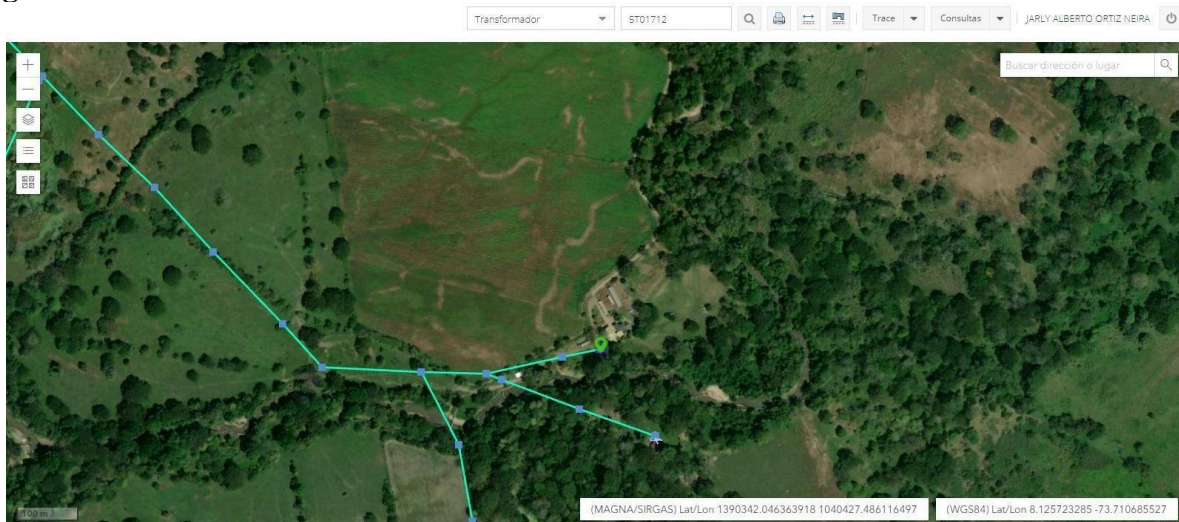 Transformador 5T01712 Trace Consultas JARLY ALBERTO ORTIZ NEIRA
Buscar dirección o lugar
100 m
(MAGNA/SIRGAS) Lat/Lon 1390342.046363918 1040427.486116497 (WGS84) Lat/Lon 8.125723285 -73.710685527